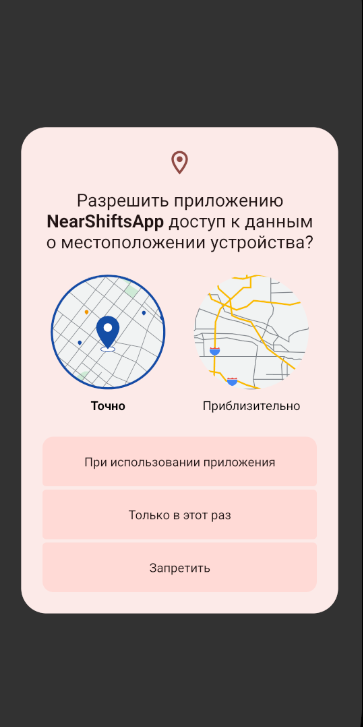 Разрешить приложению
NearShiftsApp доступ к данным
о местоположении устройства?
Точно
Приблизительно
При использовании приложения
Только в этот раз
Запретить